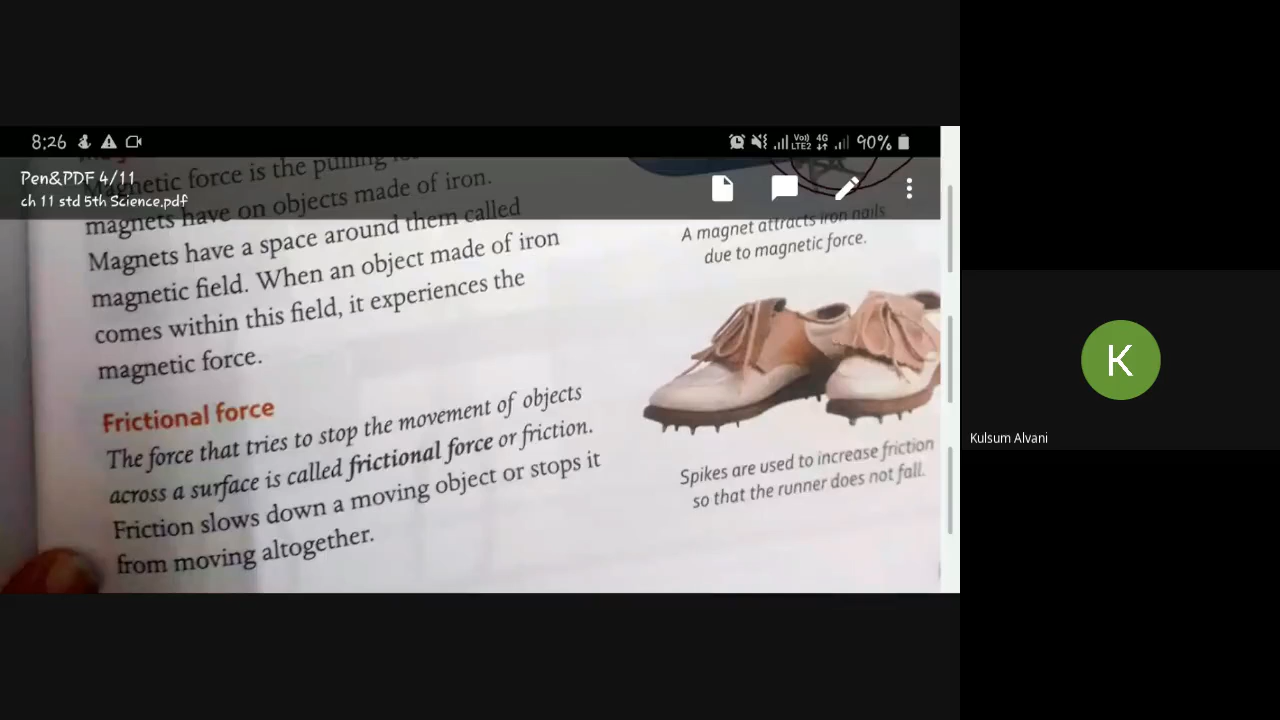 8:26
Vo) 4G
LTE2
90%
Pen&PDF 4/11
ch 11 std 5th Science.pdf
Magnetic force is the pulling
magnets have on objects made of iron.
Magnets have a space around them called
magnetic field. When an object made of iron
comes within this field, it experiences the
magnetic force.
A magnet attracts iron nails
due to magnetic force.
Frictional force
The force that tries to stop the movement of objects
across a surface is called frictional force or friction.
Friction slows down a moving object or stops it
from moving altogether.
Spikes are used to increase friction
so that the runner does not fall.
K
Kulsum Alvani